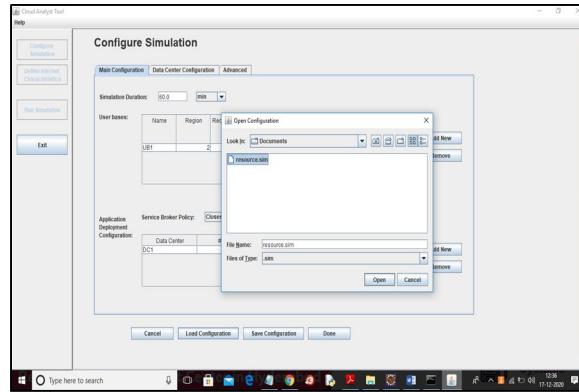 Cloud Analyst Tool
Help
Configure Simulation
Configure
Simulation
Define Internet
Characteristics
Run Simulation
Exit
Main Configuration Data Center Configuration Advanced
Simulation Duration: 60.0 min
User bases:
Name Region
UB1 2
Add New
Remove
Open Configuration
Look In: Documents
resource.sim
File Name: resource.sim
Files of Type: .sim
Open Cancel
Application
Deployment
Configuration:
Service Broker Policy:
Data Center #
DC1
Add New
Remove
Cancel Load Configuration Save Configuration Done
Type here to search
12:36
17-12-2020